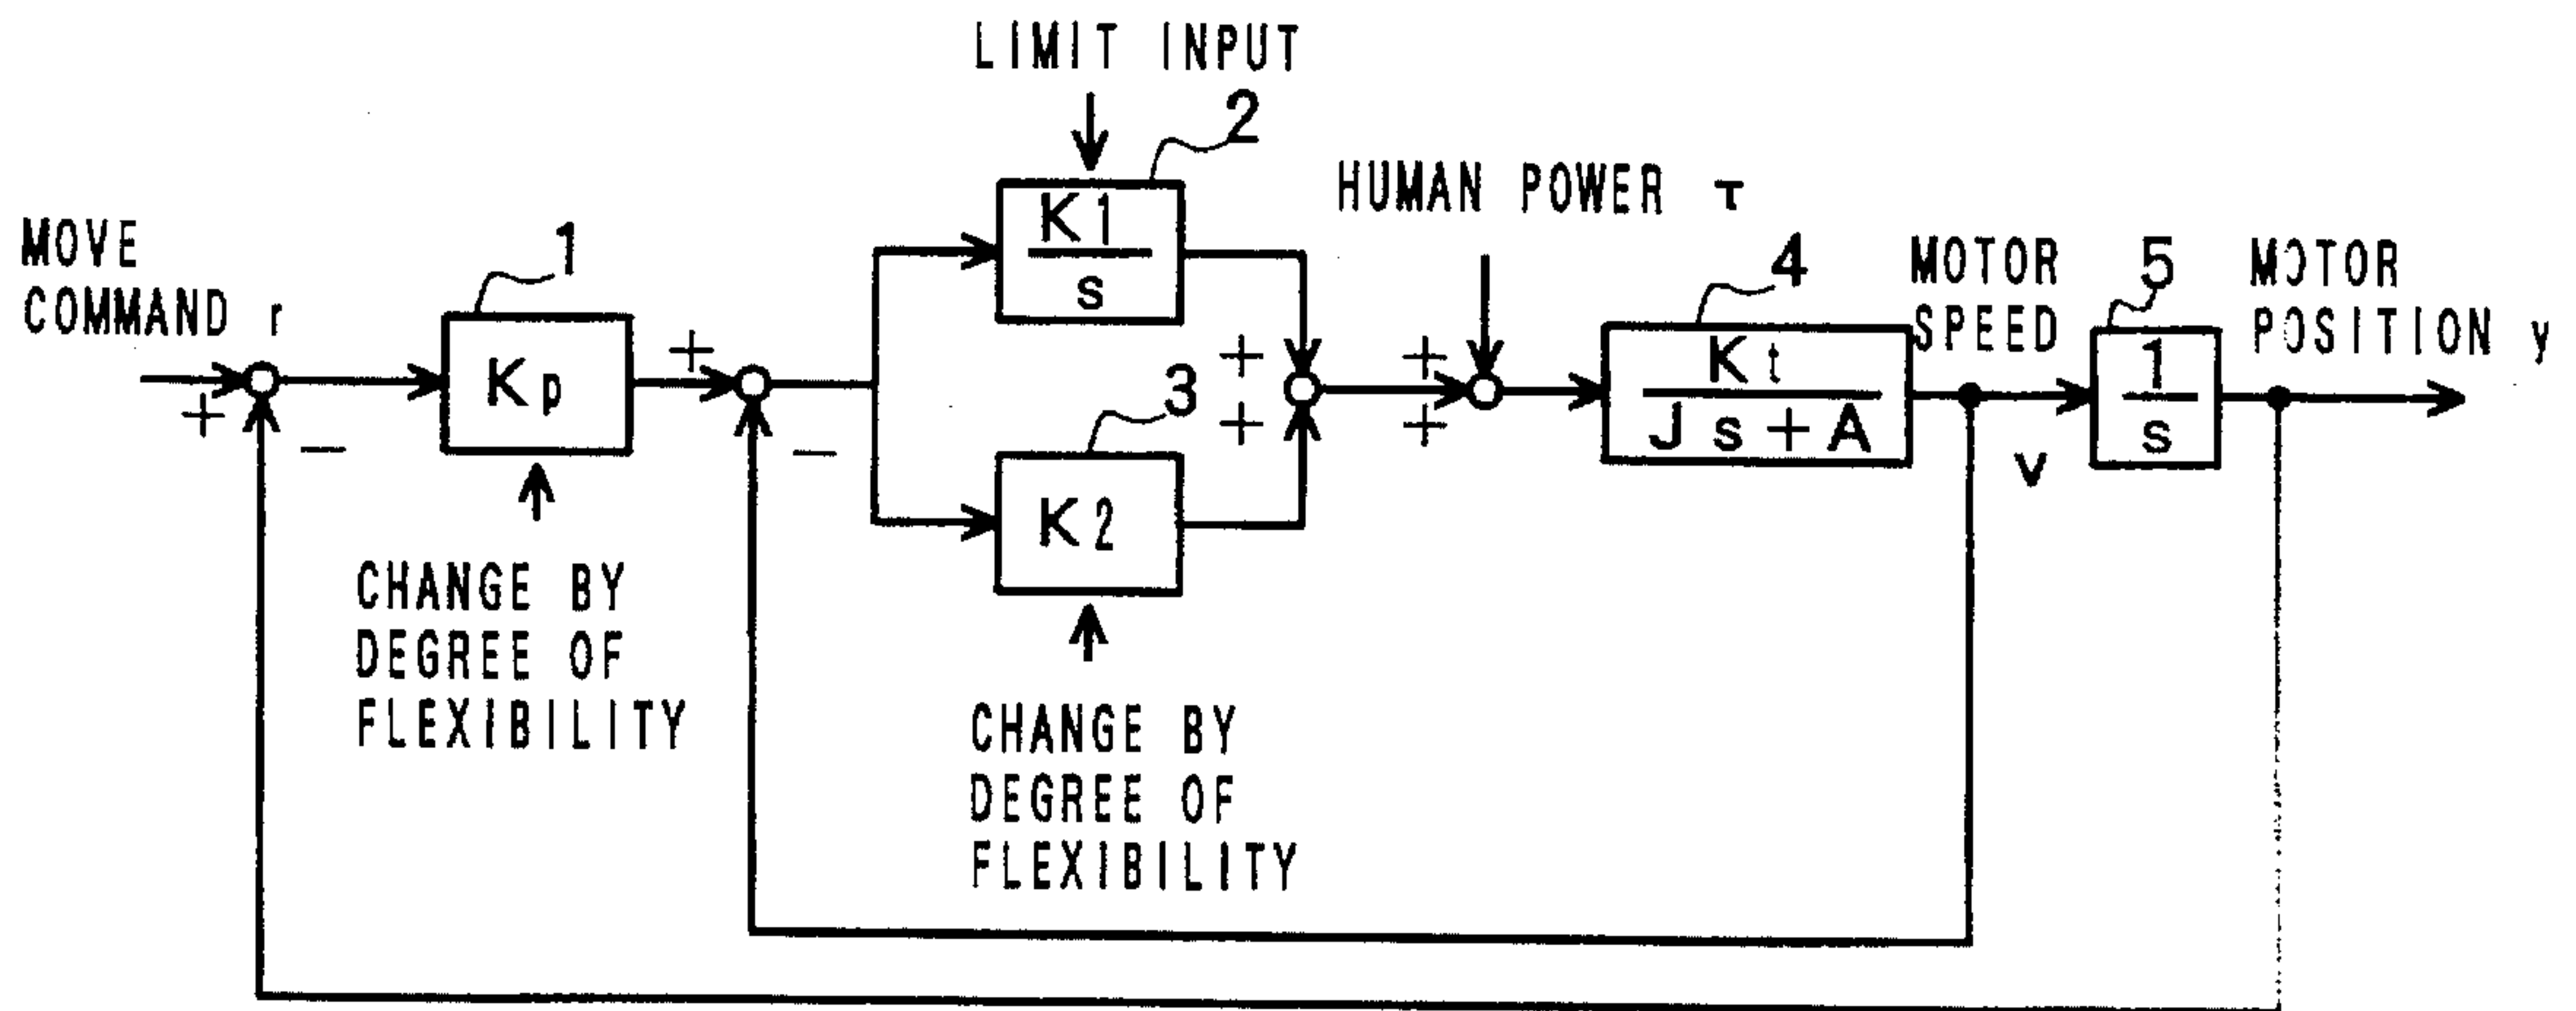 LIMIT INPUT
2
K1
s
HUMAN POWER τ
MOVE
COMMAND r
1
Kp
+
−
+
−
3
K2
+
+
+
+
4
Kt
Js+A
MOTOR
SPEED
v
5
1
s
MOTOR
POSITION y
CHANGE BY
DEGREE OF
FLEXIBILITY
CHANGE BY
DEGREE OF
FLEXIBILITY